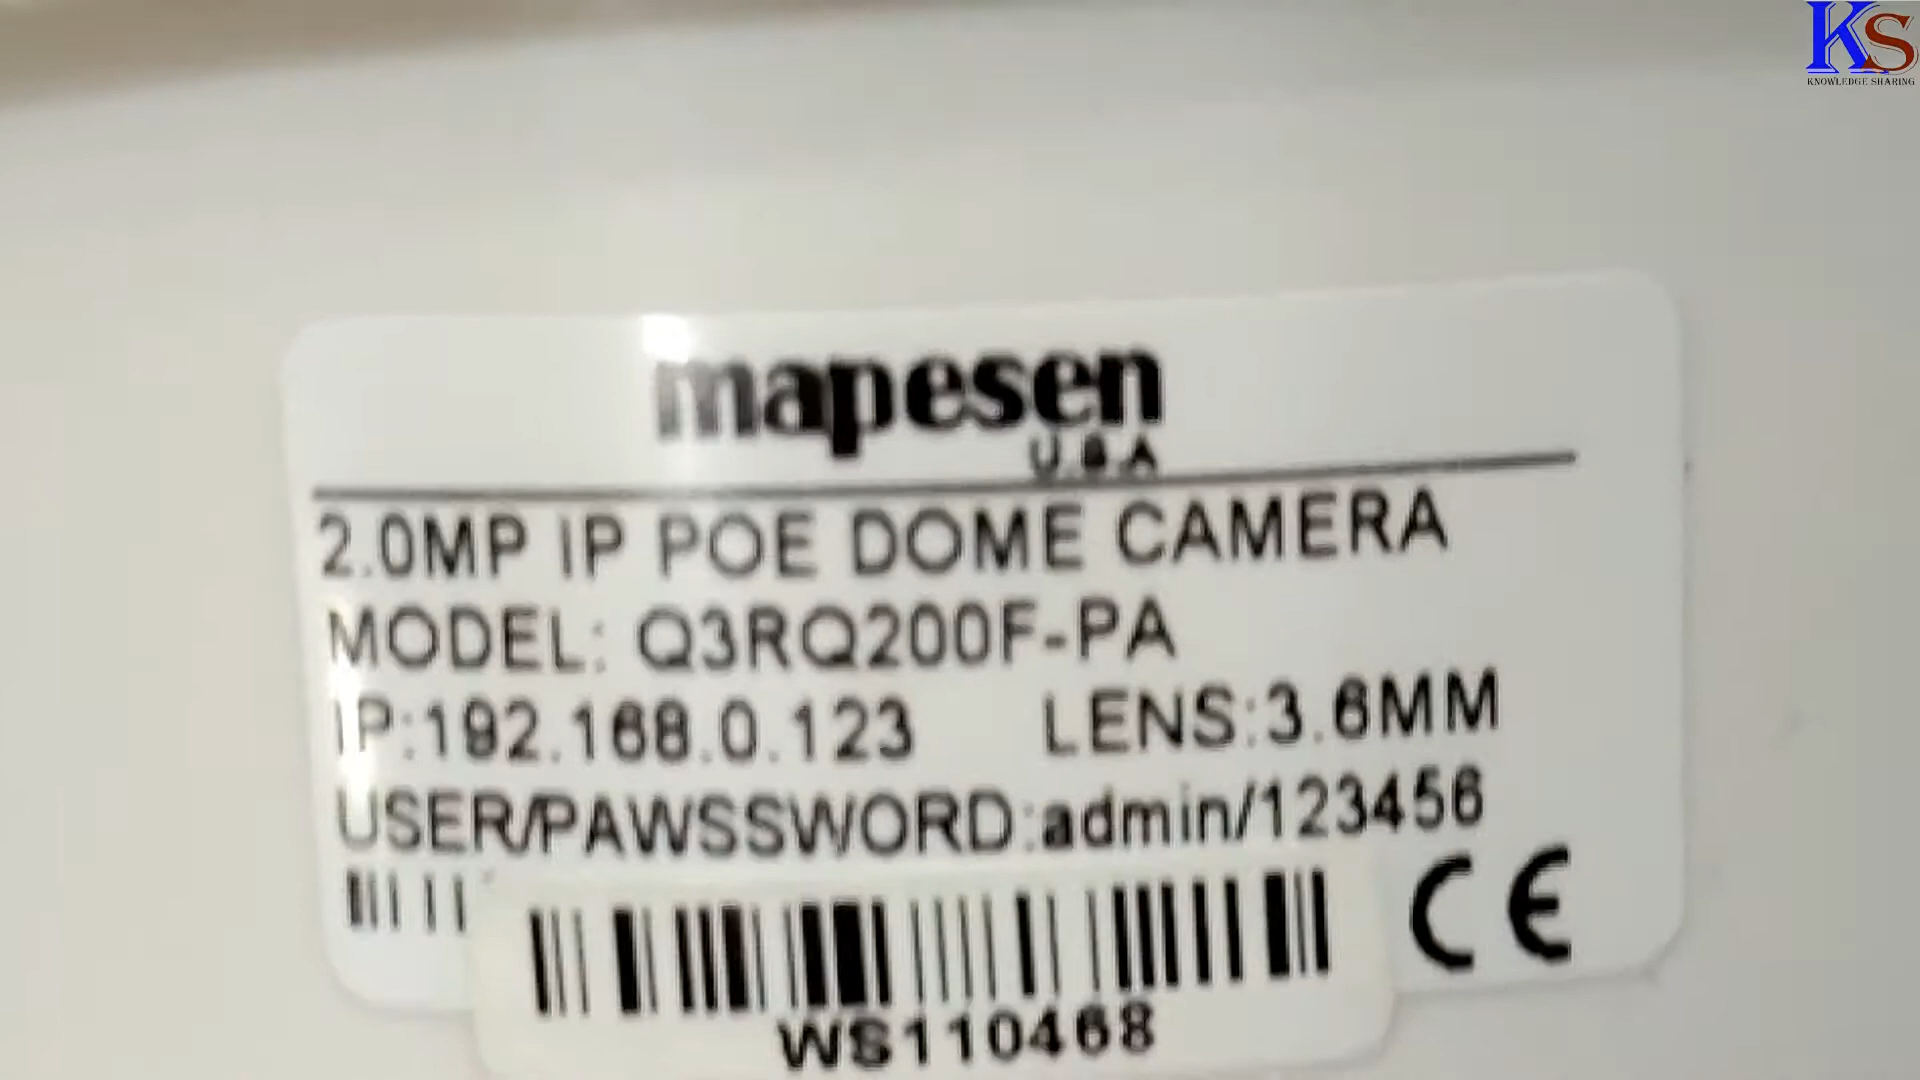 KS
KNOWLEDGE SHARING
mapesen
U.S.A
2.0MP IP POE DOME CAMERA
MODEL: Q3RQ200F-PA
IP:192.168.0.123 LENS:3.6MM
USER/PAWSSWORD:admin/123456
CE
WS110468